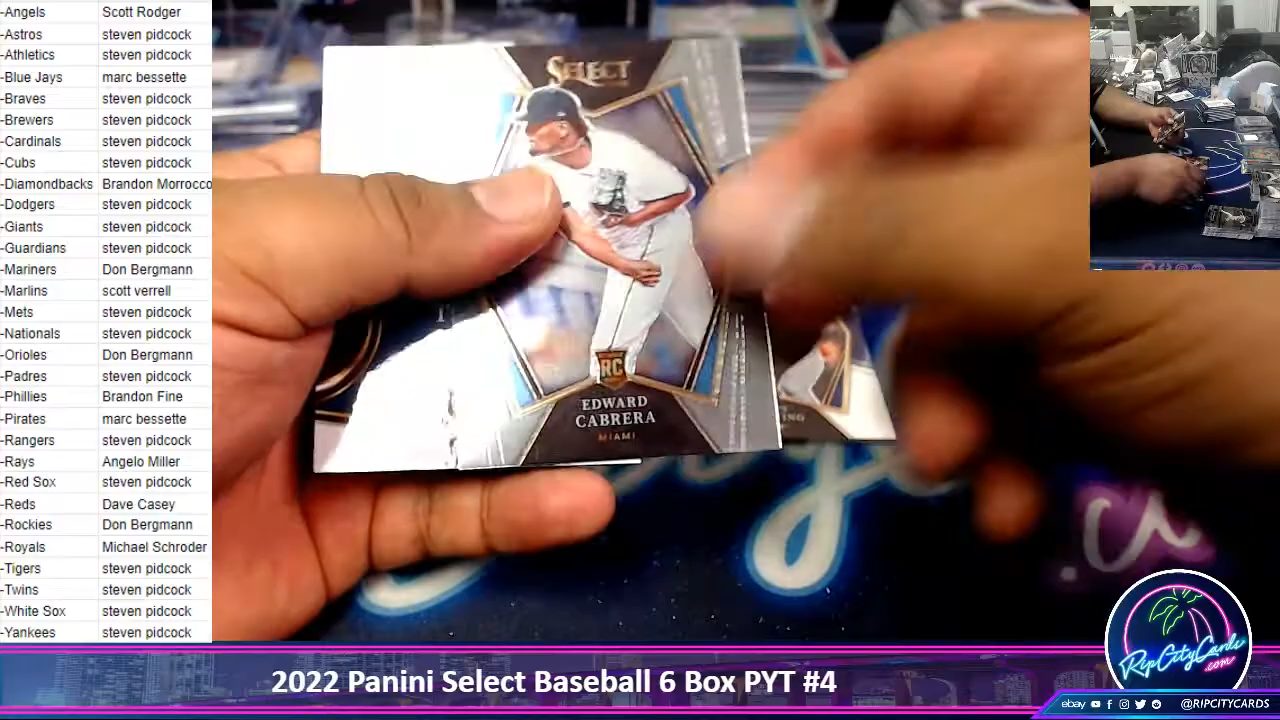 -Angels Scott Rodger
-Astros steven pidcock
-Athletics steven pidcock
-Blue Jays marc bessette
-Braves steven pidcock
-Brewers steven pidcock
-Cardinals steven pidcock
-Cubs steven pidcock
-Diamondbacks Brandon Morrocco
-Dodgers steven pidcock
-Giants steven pidcock
-Guardians steven pidcock
-Mariners Don Bergmann
-Marlins scott verrell
-Mets steven pidcock
-Nationals steven pidcock
-Orioles Don Bergmann
-Padres steven pidcock
-Phillies Brandon Fine
-Pirates marc bessette
-Rangers steven pidcock
-Rays Angelo Miller
-Red Sox steven pidcock
-Reds Dave Casey
-Rockies Don Bergmann
-Royals Michael Schroder
-Tigers steven pidcock
-Twins steven pidcock
-White Sox steven pidcock
-Yankees steven pidcock
SELECT
RC
EDWARD
CABRERA
MIAMI
RipCityCards
.com
2022 Panini Select Baseball 6 Box PYT #4
ebay @RIPCITYCARDS